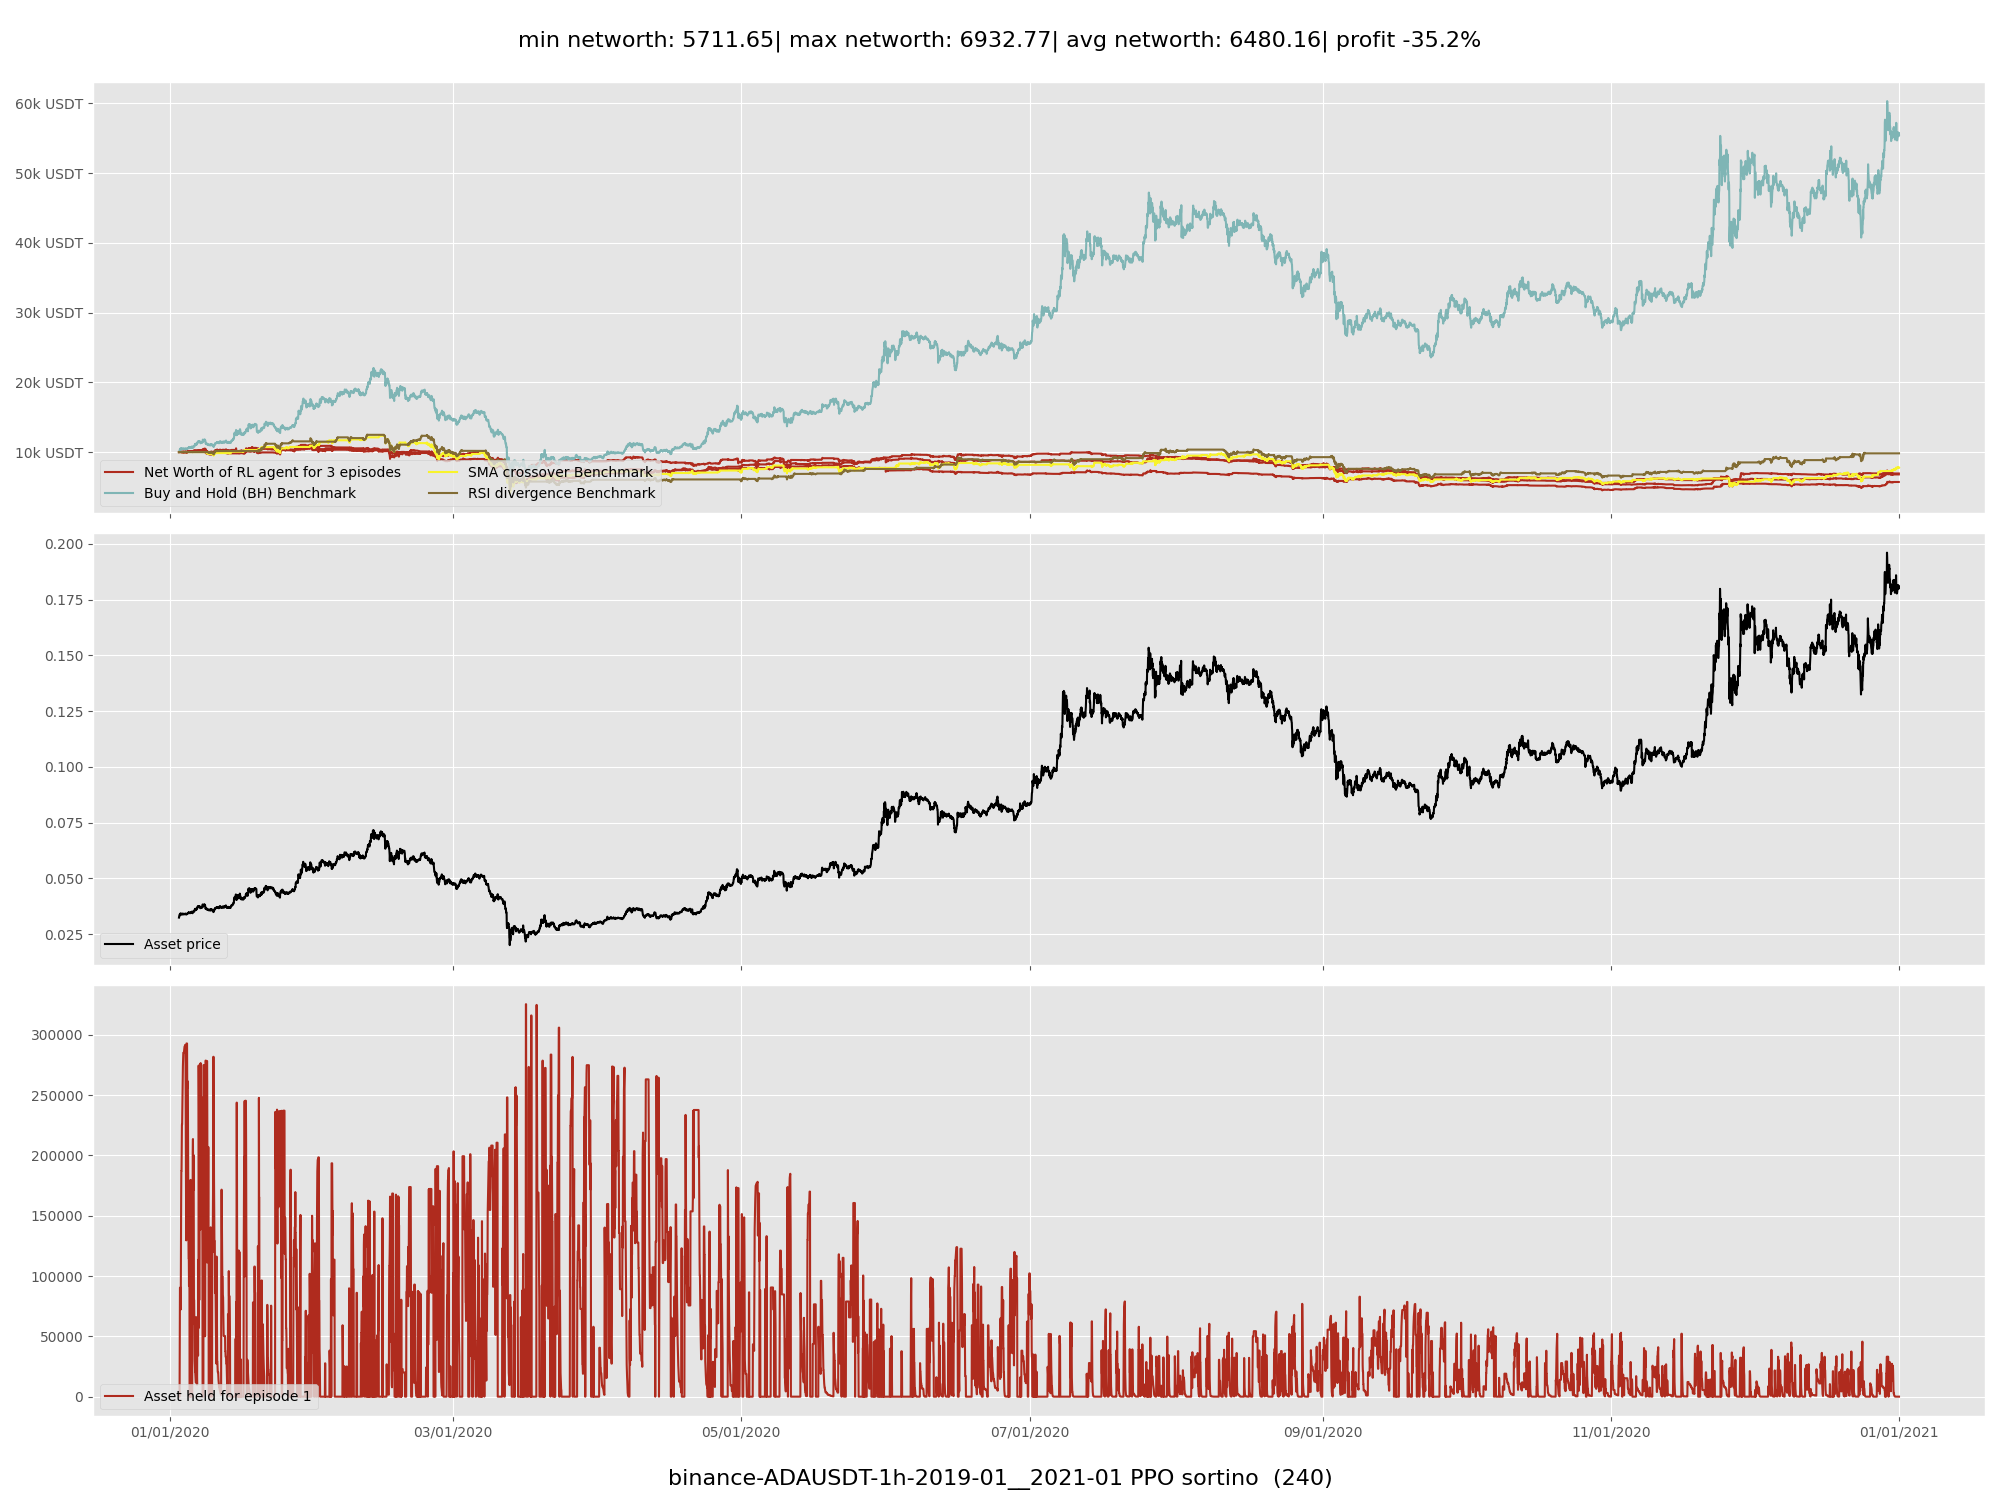 min networth: 5711.65| max networth: 6932.77| avg networth: 6480.16| profit -35.2%
60k USDT
50k USDT
40k USDT
30k USDT
20k USDT
10k USDT
Net Worth of RL agent for 3 episodes
Buy and Hold (BH) Benchmark
SMA crossover Benchmark
RSI divergence Benchmark
0.200
0.175
0.150
0.125
0.100
0.075
0.050
0.025
Asset price
300000
250000
200000
150000
100000
50000
0
Asset held for episode 1
01/01/2020 03/01/2020 05/01/2020 07/01/2020 09/01/2020 11/01/2020 01/01/2021
binance-ADAUSDT-1h-2019-01__2021-01 PPO sortino (240)